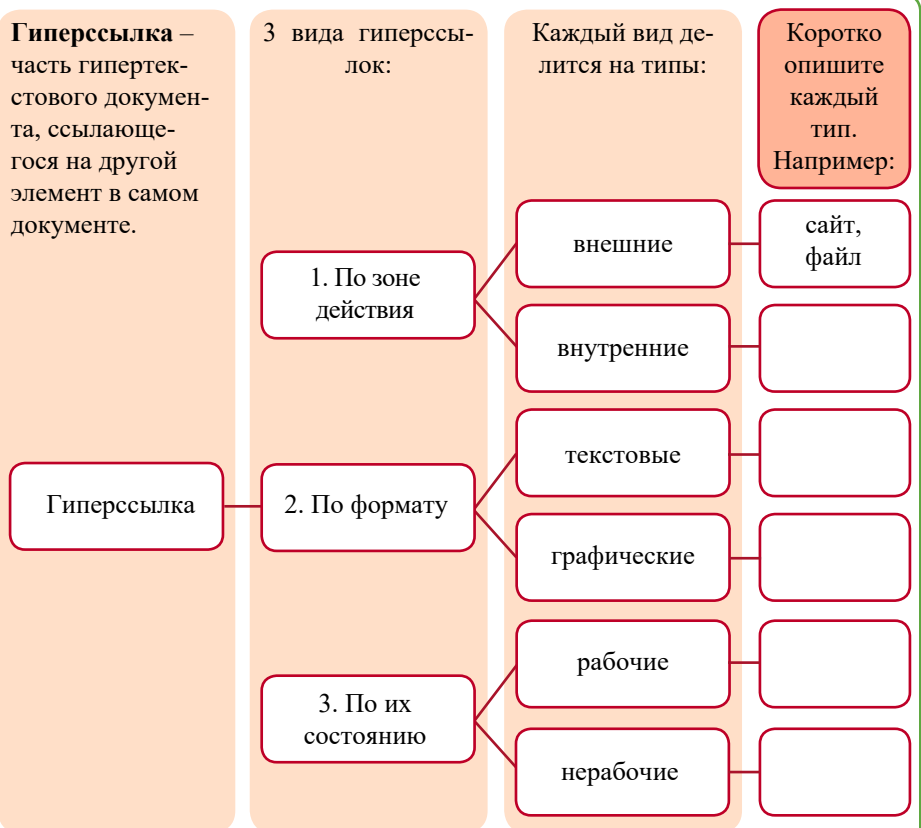 Гиперссылка –
часть гипертек-
стового докумен-
та, ссылающе-
гося на другой
элемент в самом
документе.
Гиперссылка
3 вида гиперссы-
лок:
1. По зоне
действия
2. По формату
3. По их
состоянию
Каждый вид де-
лится на типы:
внешние
внутренние
текстовые
графические
рабочие
нерабочие
Коротко
опишите
каждый
тип.
Например:
сайт,
файл